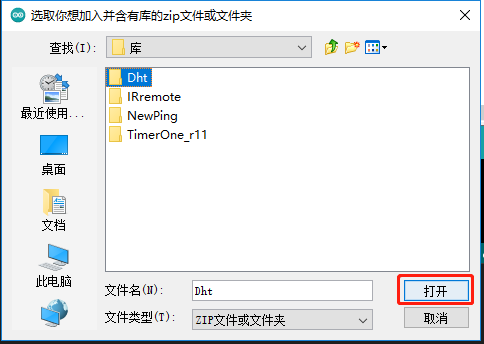 选取你想加入并含有库的zip文件或文件夹
查找(I):
库
最近使用...
桌面
文档
此电脑
Dht
IRremote
NewPing
TimerOne_r11
文件名(N):
Dht
打开
文件类型(T):
ZIP文件或文件夹
取消